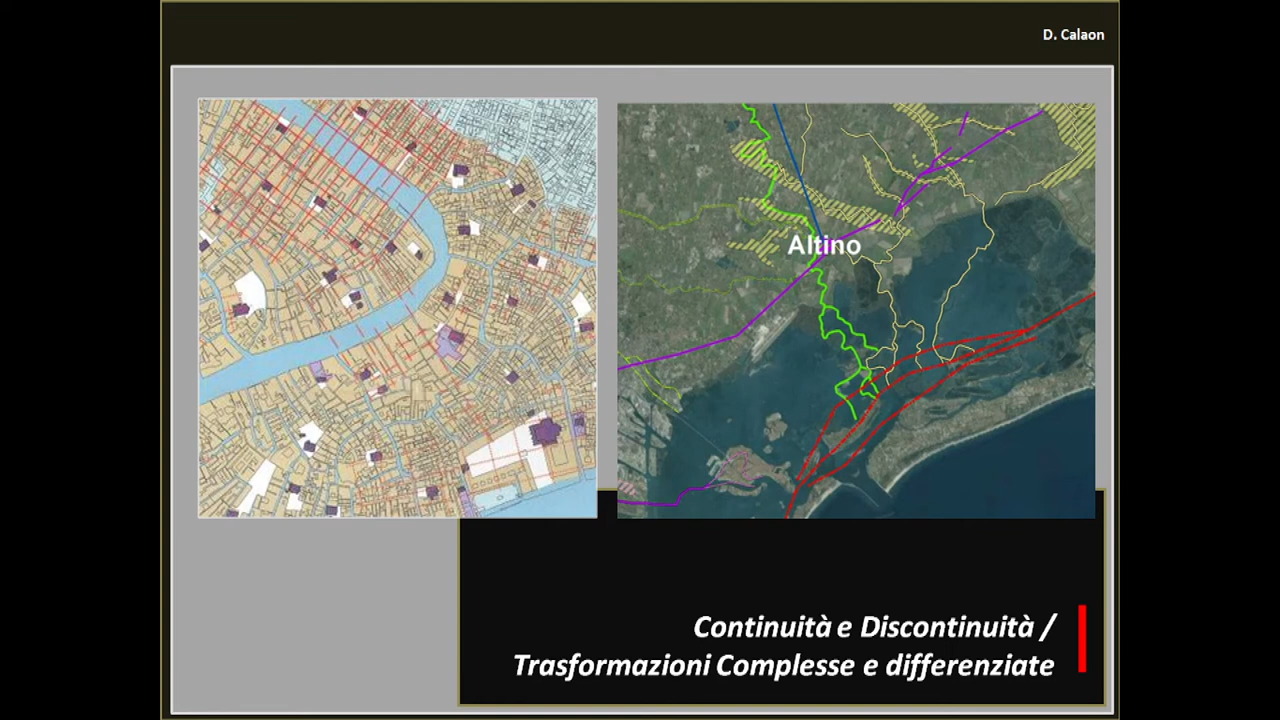 D. Calaon
Altino
Continuità e Discontinuità /
Trasformazioni Complesse e differenziate